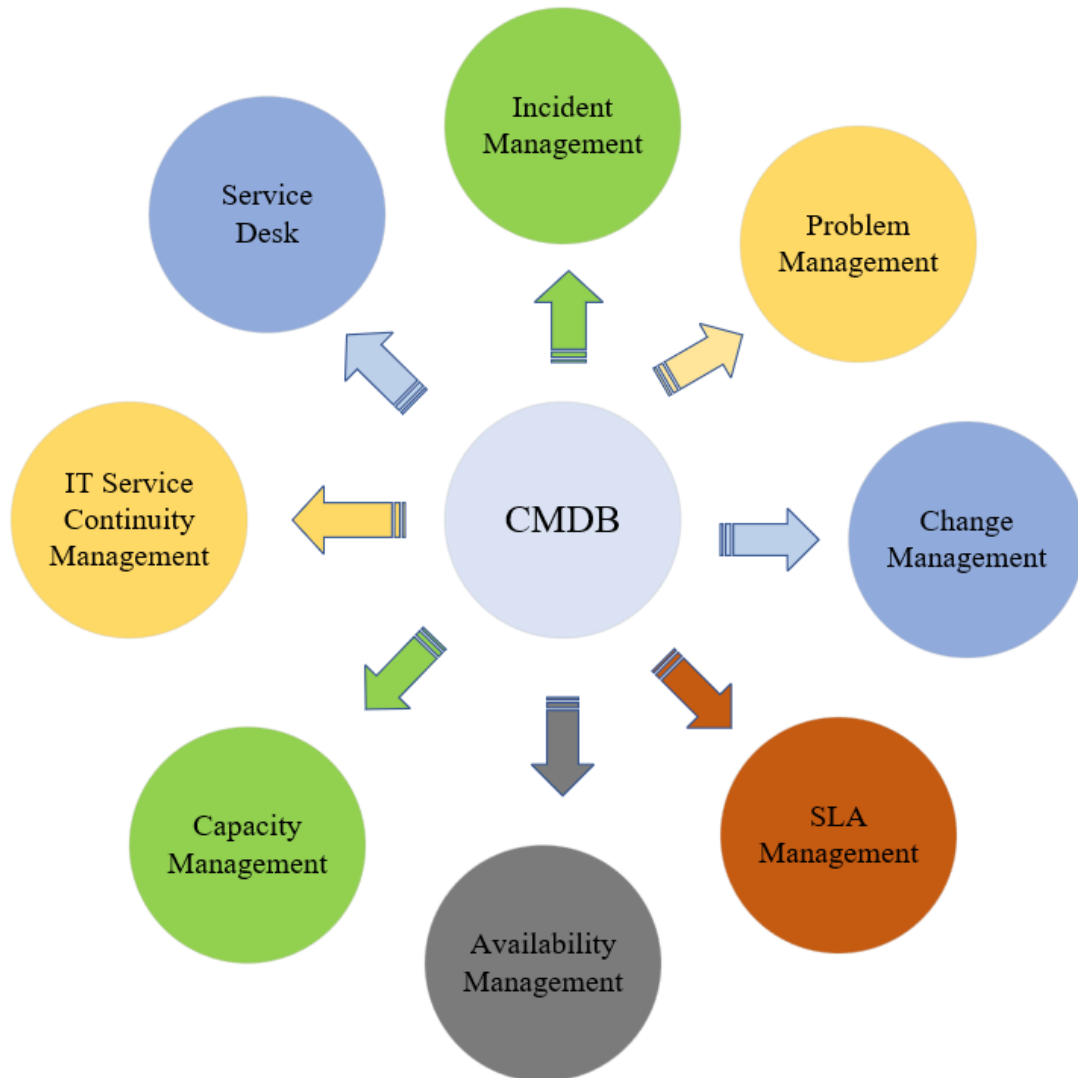 Incident
Management
Service
Desk
Problem
Management
IT Service
Continuity
Management
CMDB
Change
Management
Capacity
Management
SLA
Management
Availability
Management